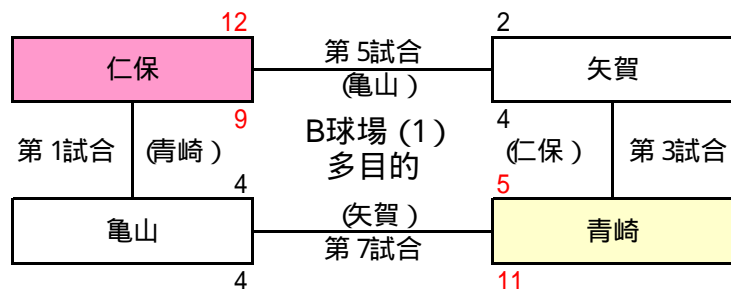 12
2
仁保
第5試合
(亀山)
矢賀
9
4
第1試合
(青崎)
B球場(1)
多目的
(仁保)
第3試合
4
5
亀山
(矢賀)
第7試合
青崎
4
11